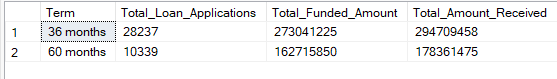 Term Total_Loan_Applications Total_Funded_Amount Total_Amount_Received
1 36 months 28237 273041225 294709458
2 60 months 10339 162715850 178361475